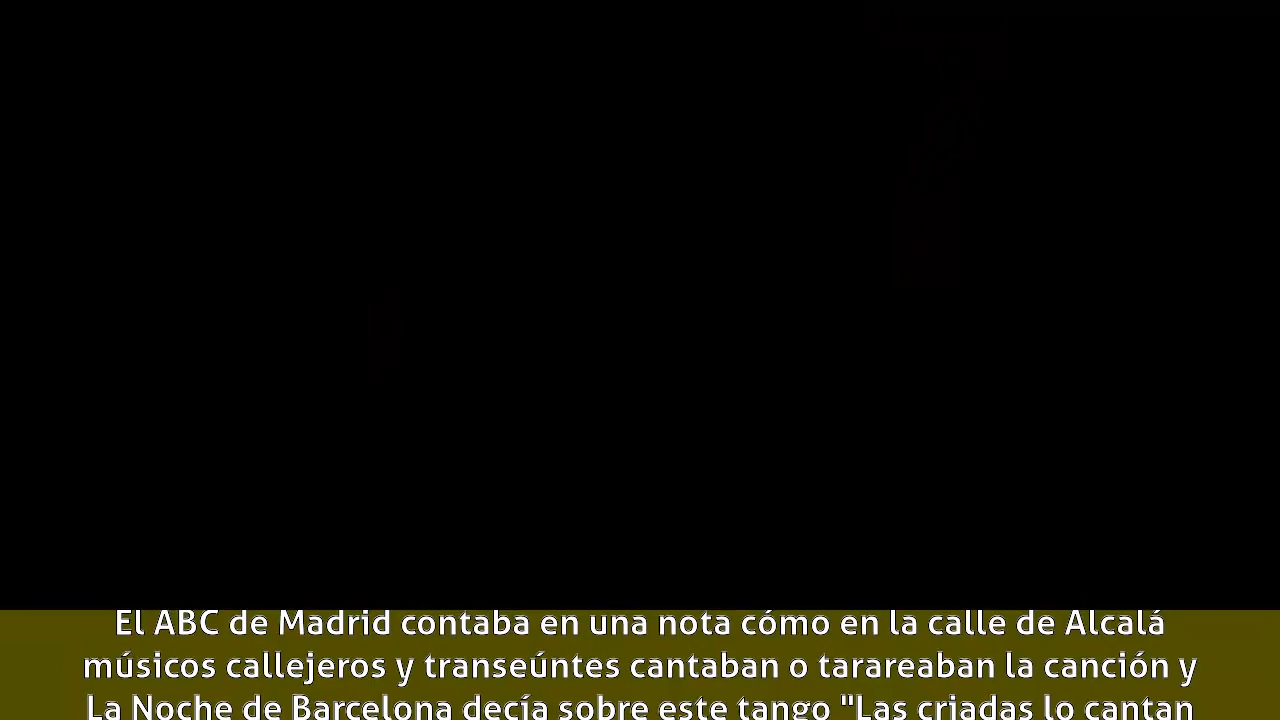 El ABC de Madrid contaba en una nota cómo en la calle de Alcalá
músicos callejeros y transeúntes cantaban o tarareaban la canción y
La Noche de Barcelona decía sobre este tango "Las criadas lo cantan